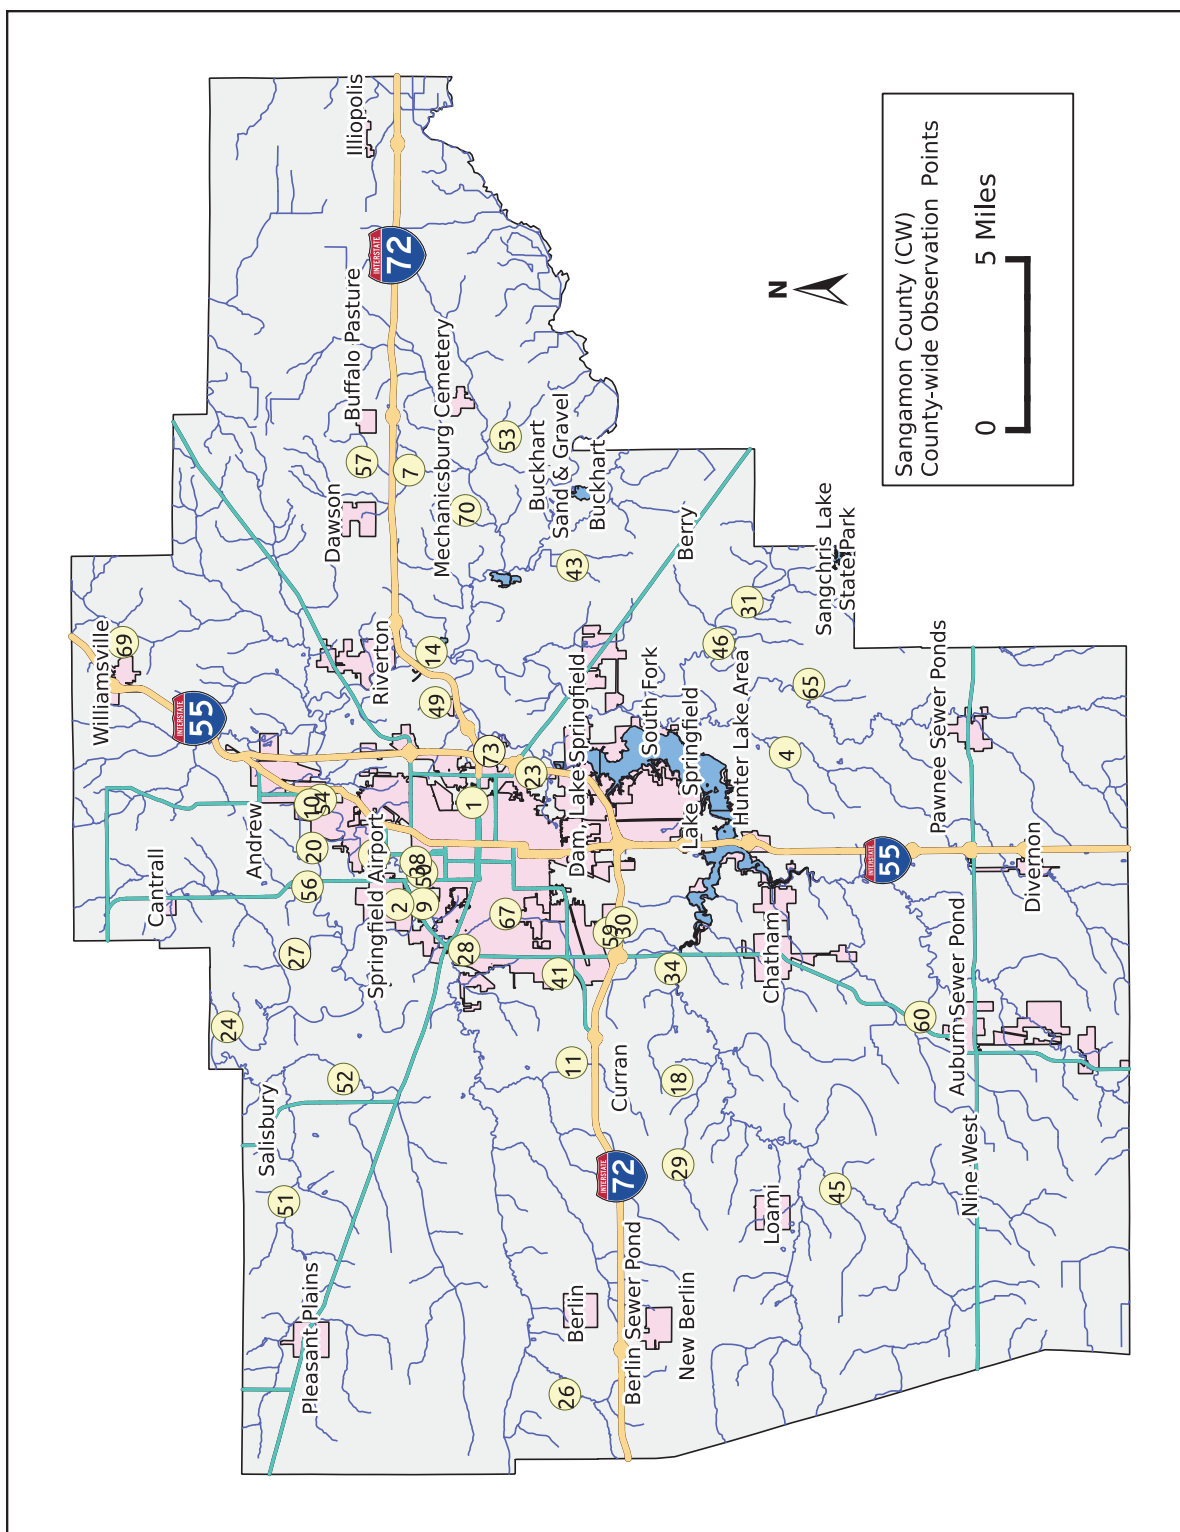 Sangamon County (CW)
County-wide Observation Points
0
5 Miles
N
Illiopolis
INTERSTATE
72
Buffalo Pasture
Mechanicsburg Cemetery
57
7
53
70
Dawson
Buckhart
Sand & Gravel
Buckhart
43
Berry
Sangchris Lake
State Park
31
46
65
4
Williamsville
69
INTERSTATE
55
Riverton
14
49
73
23
1
Dam, Lake Springfield
South Fork
Lake Springfield
Hunter Lake Area
Pawnee Sewer Ponds
Cantrall
Andrew
10
54
20
56
27
24
Springfield Airport
38
50
2
9
67
28
41
59
30
34
INTERSTATE
55
Divernon
Chatham
Auburn Sewer Pond
60
Salisbury
52
51
11
Curran
18
29
INTERSTATE
72
Loami
45
Nine West
Pleasant Plains
Berlin
Berlin Sewer Pond
New Berlin
26